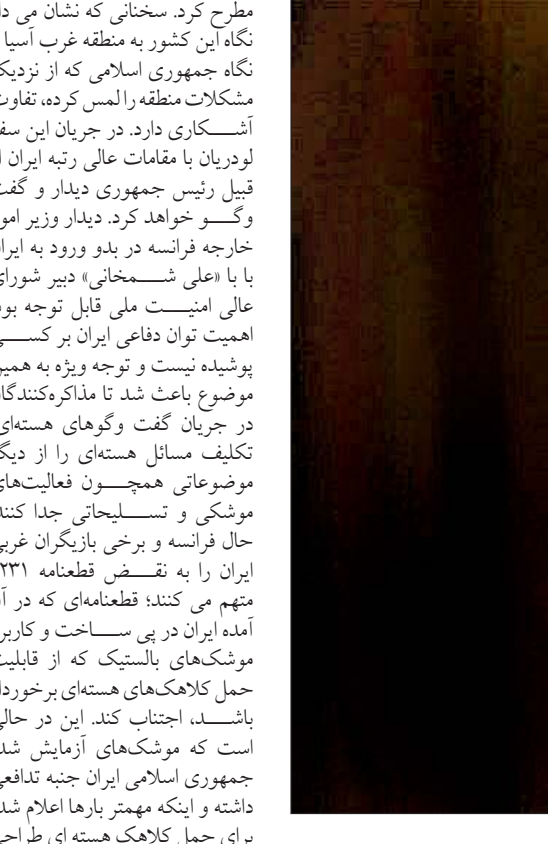 مطرح کرد. سخنانی که نشان می
نگاه این کشور به منطقه غرب آسیا
نگاه جمهوری اسلامی که از نزدیک
مشکلات منطقه را لمس کرده، تفاوت
آشکاری دارد. در جریان این
لودریان با مقامات عالی رتبه ایران
قبیل رئیس جمهوری دیدار و
وگو خواهد کرد. دیدار وزیر
خارجه فرانسه در بدو ورود به
با با «علی شمخانی» دبیر شورای
عالی امنیت ملی قابل توجه
اهمیت توان دفاعی ایران بر
پوشیده نیست و توجه ویژه به
موضوع باعث شد تا
در جریان گفت وگوهای هسته‌ای
تکلیف مسائل هسته‌ای را از
موضوعاتی همچون فعالیت‌های
موشکی و تسلیحاتی جدا کنند
حال فرانسه و برخی بازیگران
ایران را به نقض قطعنامه
متهم می کنند؛ قطعنامه‌ای که در
آمده ایران در پی ساخت و
موشک‌های بالستیک که از قابلیت
حمل کلاهک‌های هسته‌ای
باشد، اجتناب کند. این در
است که موشک‌های آزمایش
جمهوری اسلامی ایران جنبه
داشته و اینکه مهمتر بارها اعلام
برای حمل کلاهک هسته ای